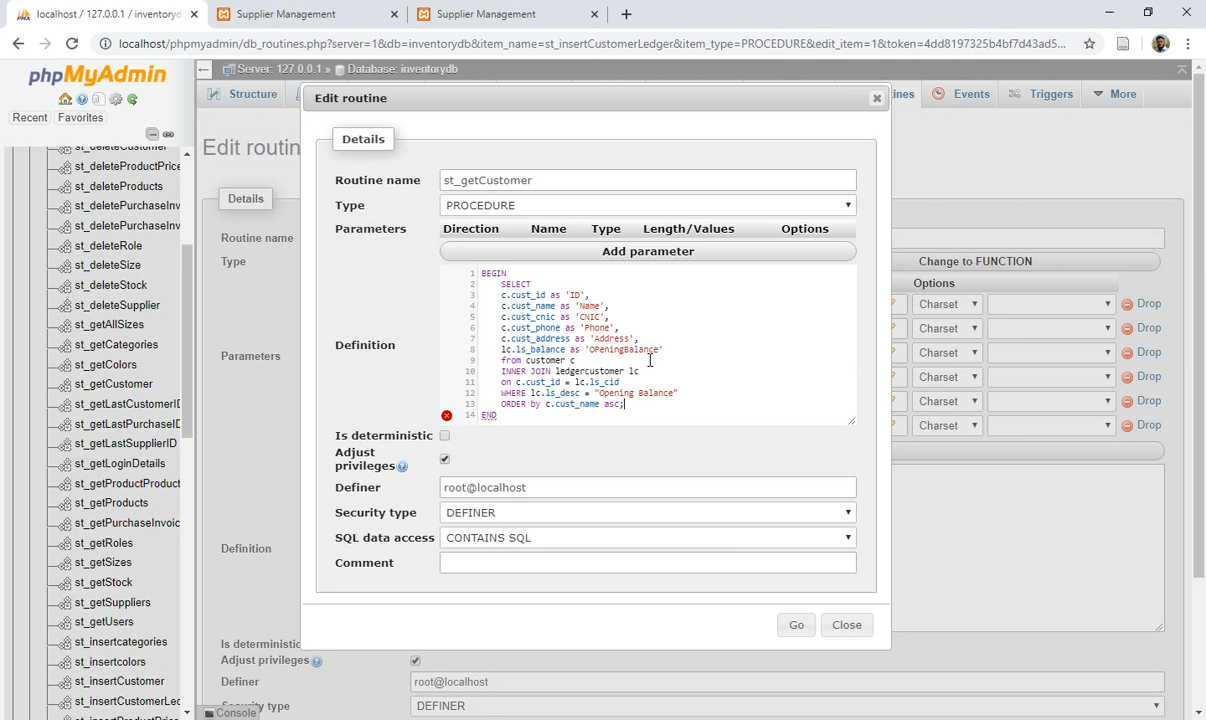 localhost / 127.0.0.1 / inventoryd
Supplier Management
Supplier Management
localhost/phpmyadmin/db_routines.php?server=1&db=inventorydb&item_name=st_insertCustomerLedger&item_type=PROCEDURE&edit_item=1&token=4dd8197325b4bf7d43ad5...
phpMyAdmin
Recent
Favorites
st_deleteCustomer
st_deleteProductPrice
st_deleteProducts
st_deletePurchaseInv
st_deletePurchaseInv
st_deleteRole
st_deleteSize
st_deleteStock
st_deleteSupplier
st_getAllSizes
st_getCategories
st_getColors
st_getCustomer
st_getLastCustomerID
st_getLastPurchaseID
st_getLastSupplierID
st_getLoginDetails
st_getProductProduct
st_getProducts
st_getPurchaseInvoic
st_getRoles
st_getSizes
st_getStock
st_getSuppliers
st_getUsers
st_insertcategories
st_insertcolors
st_insertCustomer
st_insertCustomerLec
Server: 127.0.0.1 » Database: inventorydb
Structure
ines
Events
Triggers
More
Edit routin
Details
Routine name
Type
Change to FUNCTION
Parameters
Options
Charset
Drop
Charset
Drop
Charset
Drop
Charset
Drop
Charset
Drop
Charset
Drop
Definition
Is deterministic
Adjust privileges
Definer
root@localhost
Security type
DEFINER
Console
Edit routine
Details
Routine name
st_getCustomer
Type
PROCEDURE
Parameters
Direction Name Type Length/Values Options
Add parameter
Definition
1 BEGIN
2 SELECT
3 c.cust_id as 'ID',
4 c.cust_name as 'Name',
5 c.cust_cnic as 'CNIC',
6 c.cust_phone as 'Phone',
7 c.cust_address as 'Address',
8 lc.ls_balance as 'OPeningBalance'
9 from customer c
10 INNER JOIN ledgercustomer lc
11 on c.cust_id = lc.ls_cid
12 WHERE lc.ls_desc = "Opening Balance"
13 ORDER by c.cust_name asc;
14 END
Is deterministic
Adjust
privileges
Definer
root@localhost
Security type
DEFINER
SQL data access
CONTAINS SQL
Comment
Go
Close